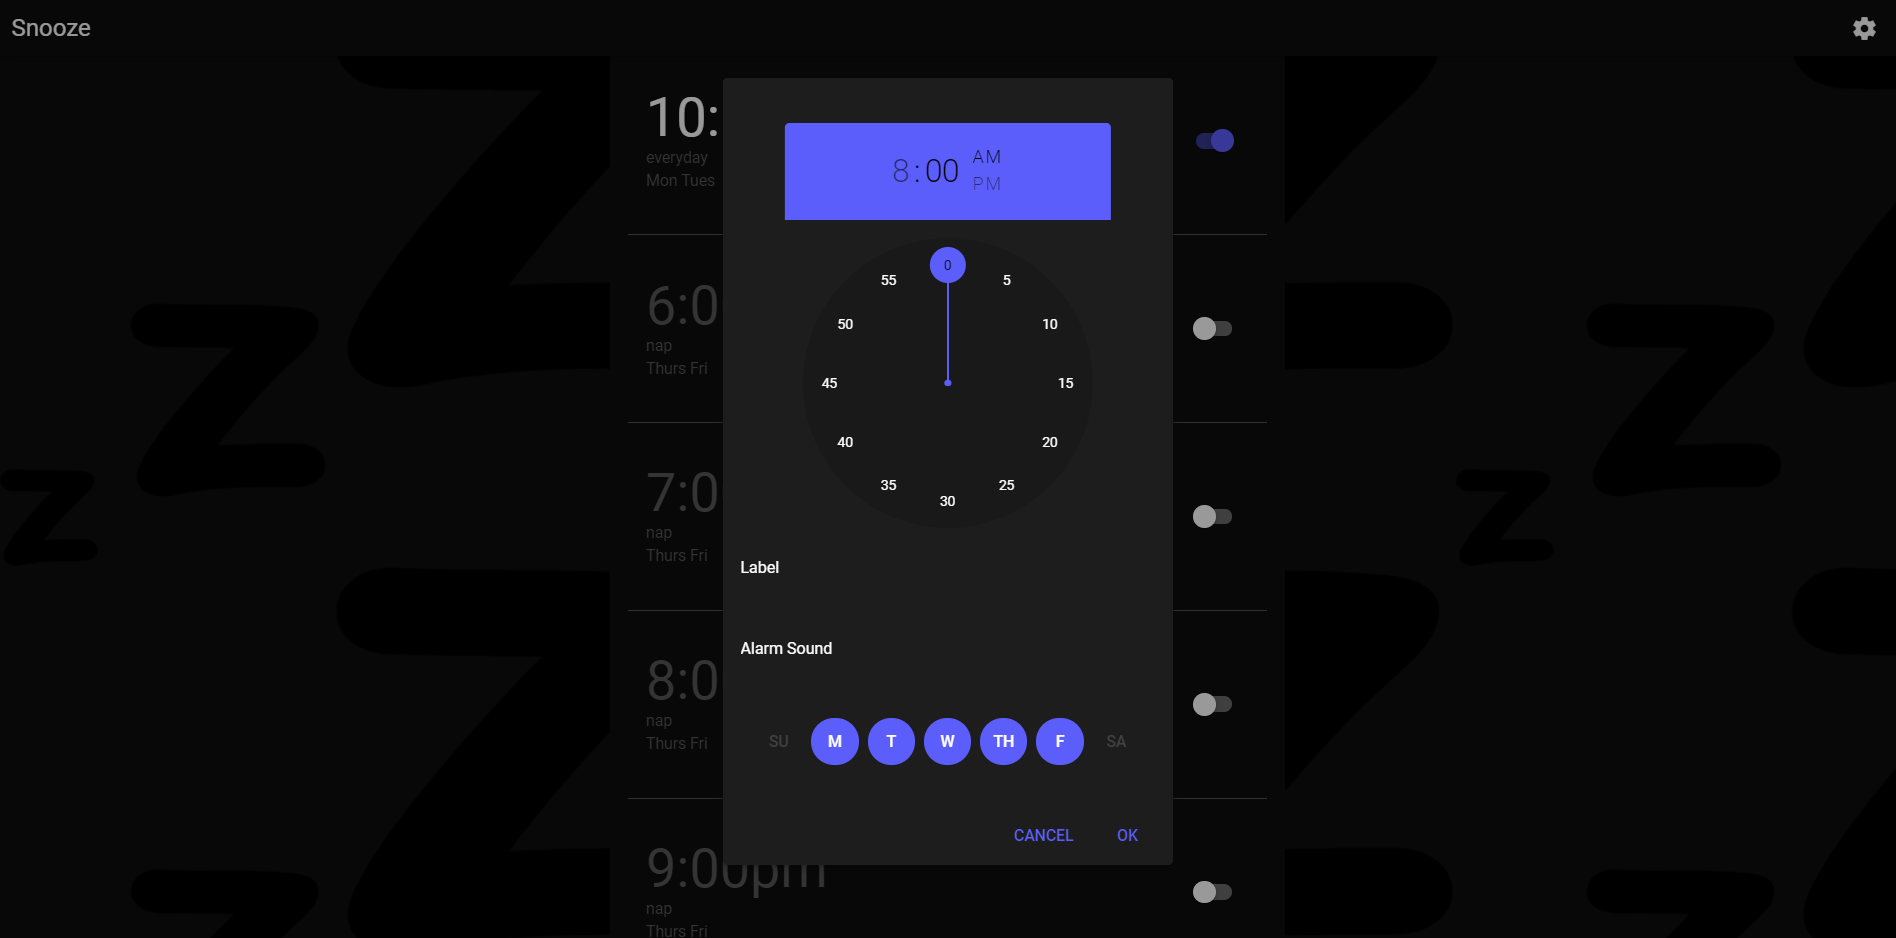 Snooze
10:
everyday
Mon Tues
6:0
nap
Thurs Fri
7:0
nap
Thurs Fri
8:0
nap
Thurs Fri
9:00pm
nap
Thurs Fri
8:00
AM
PM
0
5
10
15
20
25
30
35
40
45
50
55
Label
Alarm Sound
SU M T W TH F SA
CANCEL OK